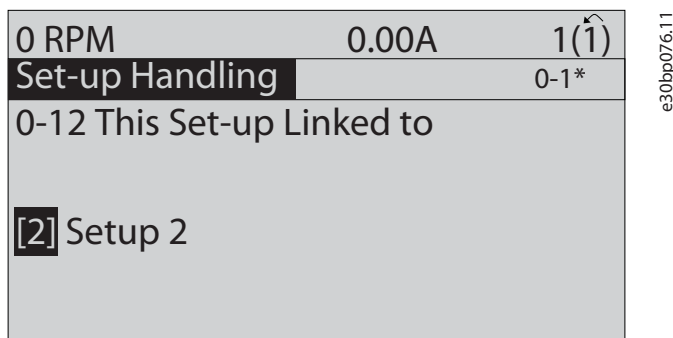 0 RPM 0.00A 1(1)
Set-up Handling 0-1*
0-12 This Set-up Linked to
[2] Setup 2
e30bp076.11